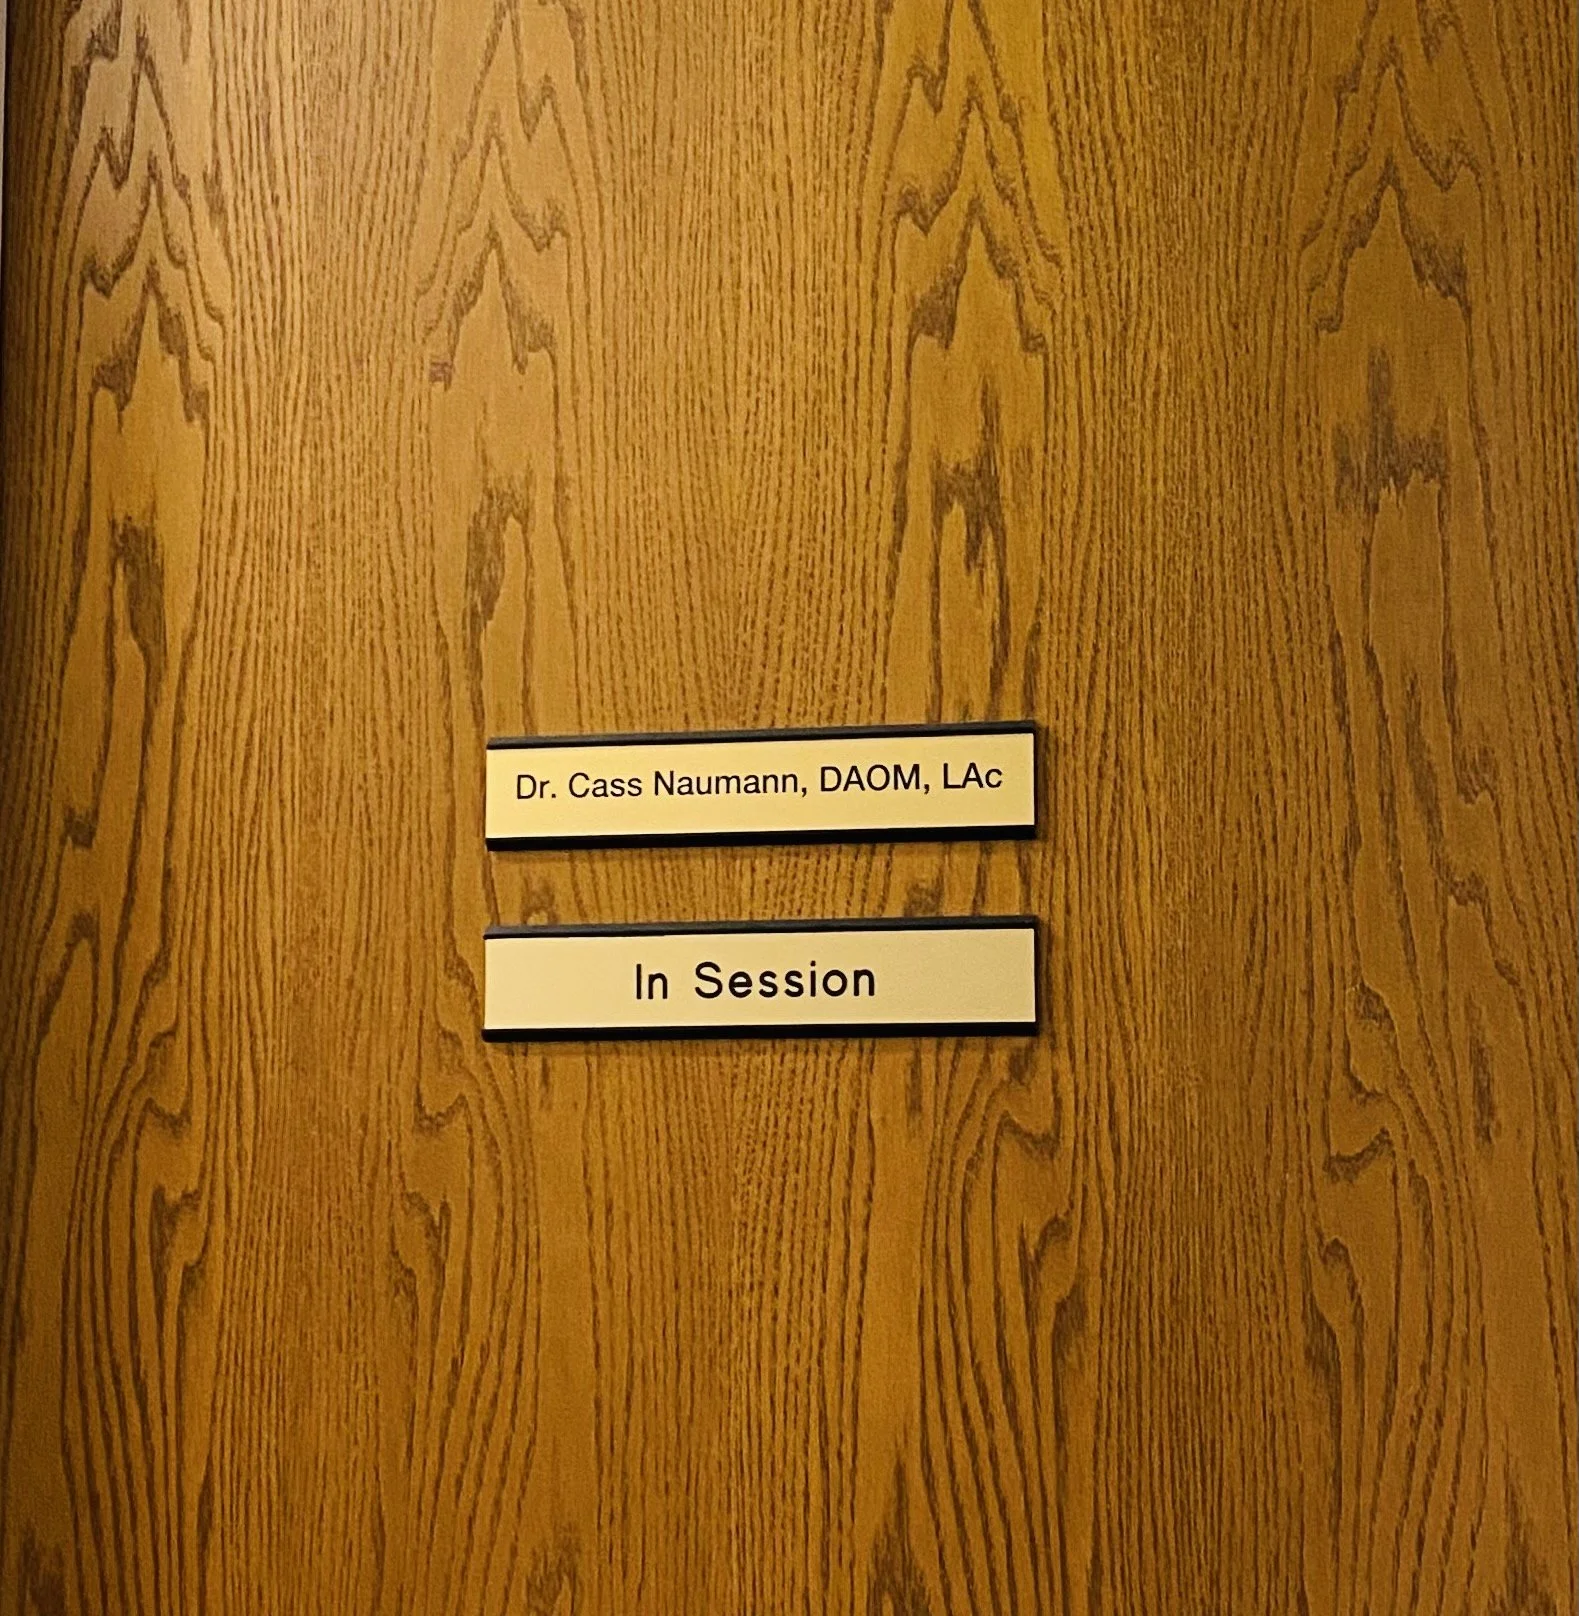 Dr. Cass Naumann, DAOM, LAc
In Session